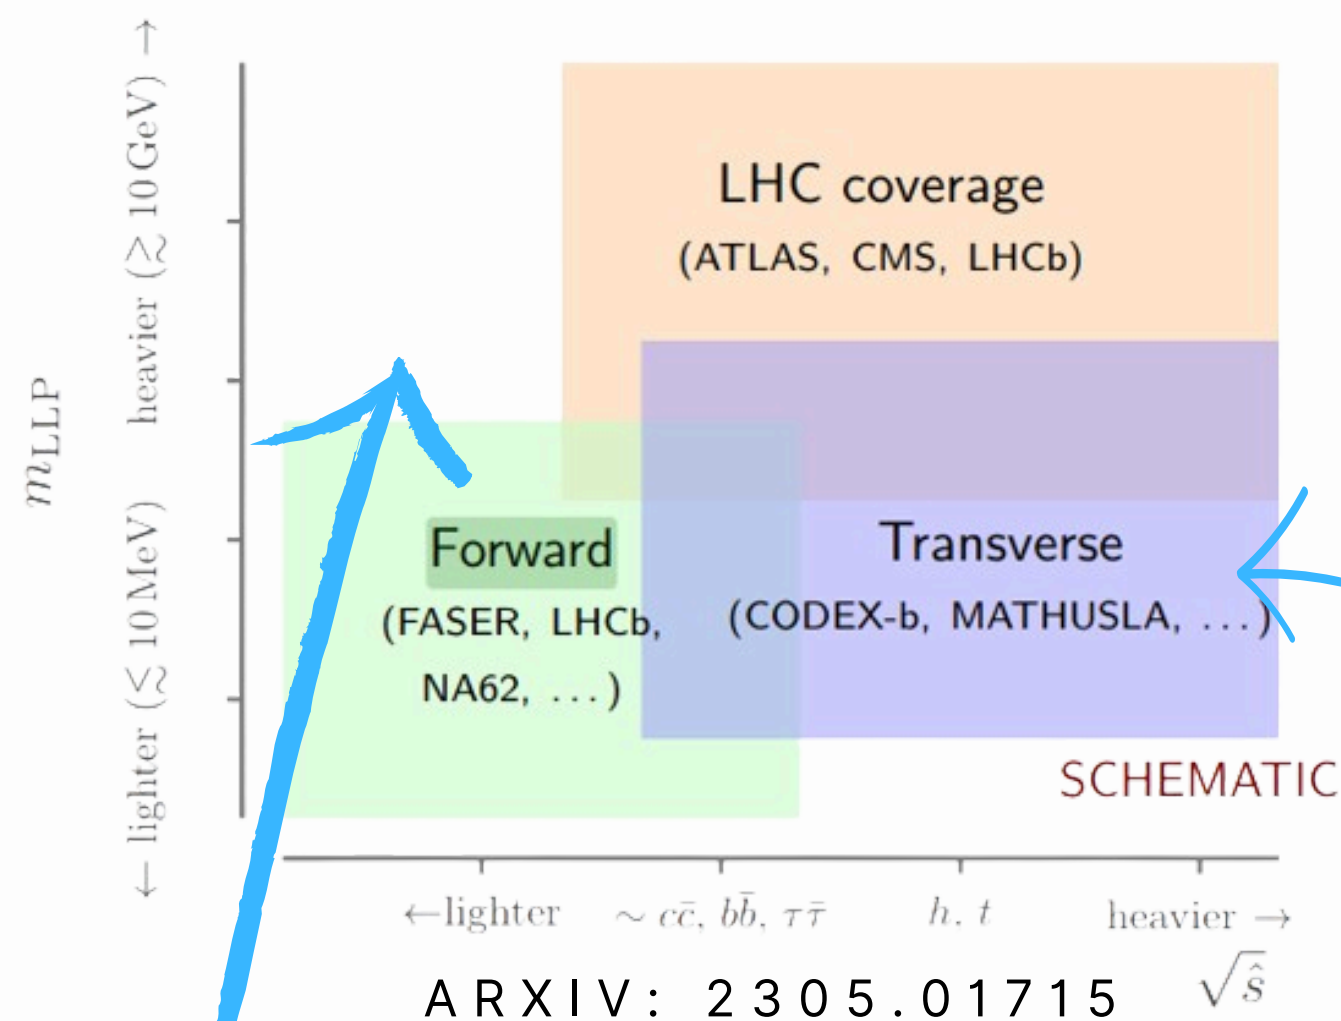 ← lighter (≲ 10 MeV) heavier (≳ 10 GeV) →
m_LLP
LHC coverage
(ATLAS, CMS, LHCb)
Forward
(FASER, LHCb,
NA62, ...)
Transverse
(CODEX-b, MATHUSLA, ...)
SCHEMATIC
←lighter ∼ cc̄, bb̄, ττ̄ h, t heavier →
√ŝ
ARXIV: 2305.01715